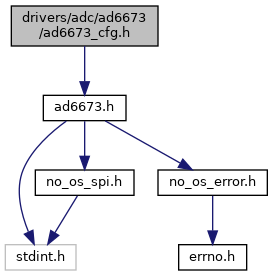 drivers/adc/ad6673
/ad6673_cfg.h
ad6673.h
no_os_spi.h
no_os_error.h
stdint.h
errno.h